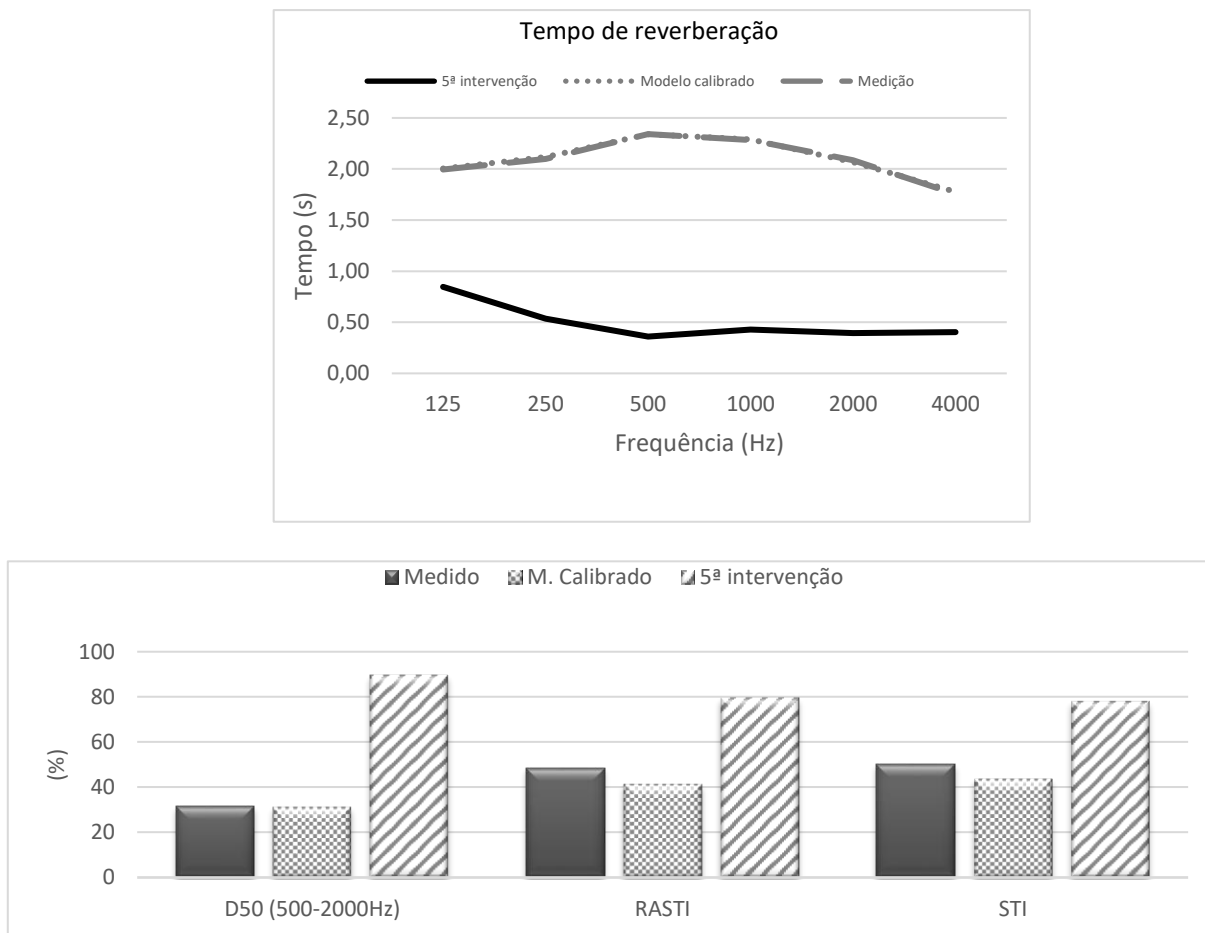 Tempo de reverberação
5ª intervenção Modelo calibrado Medição
2,50
2,00
1,50
1,00
0,50
0,00
Tempo (s)
125 250 500 1000 2000 4000
Frequência (Hz)
Medido M. Calibrado 5ª intervenção
100
80
60
40
20
0
(%)
D50 (500-2000Hz) RASTI STI